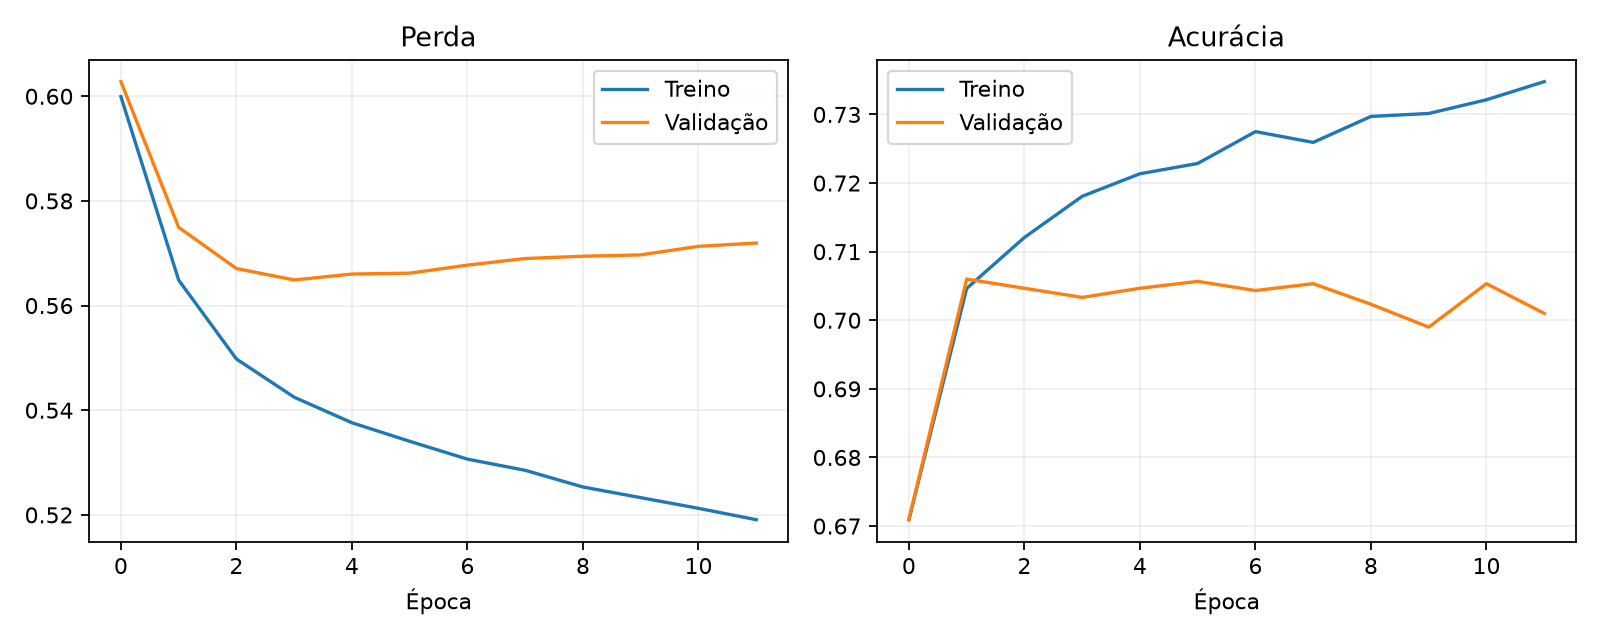 Perda
0.60
0.58
0.56
0.54
0.52
0 2 4 6 8 10
Época
Treino
Validação
Acurácia
0.73
0.72
0.71
0.70
0.69
0.68
0.67
0 2 4 6 8 10
Época
Treino
Validação